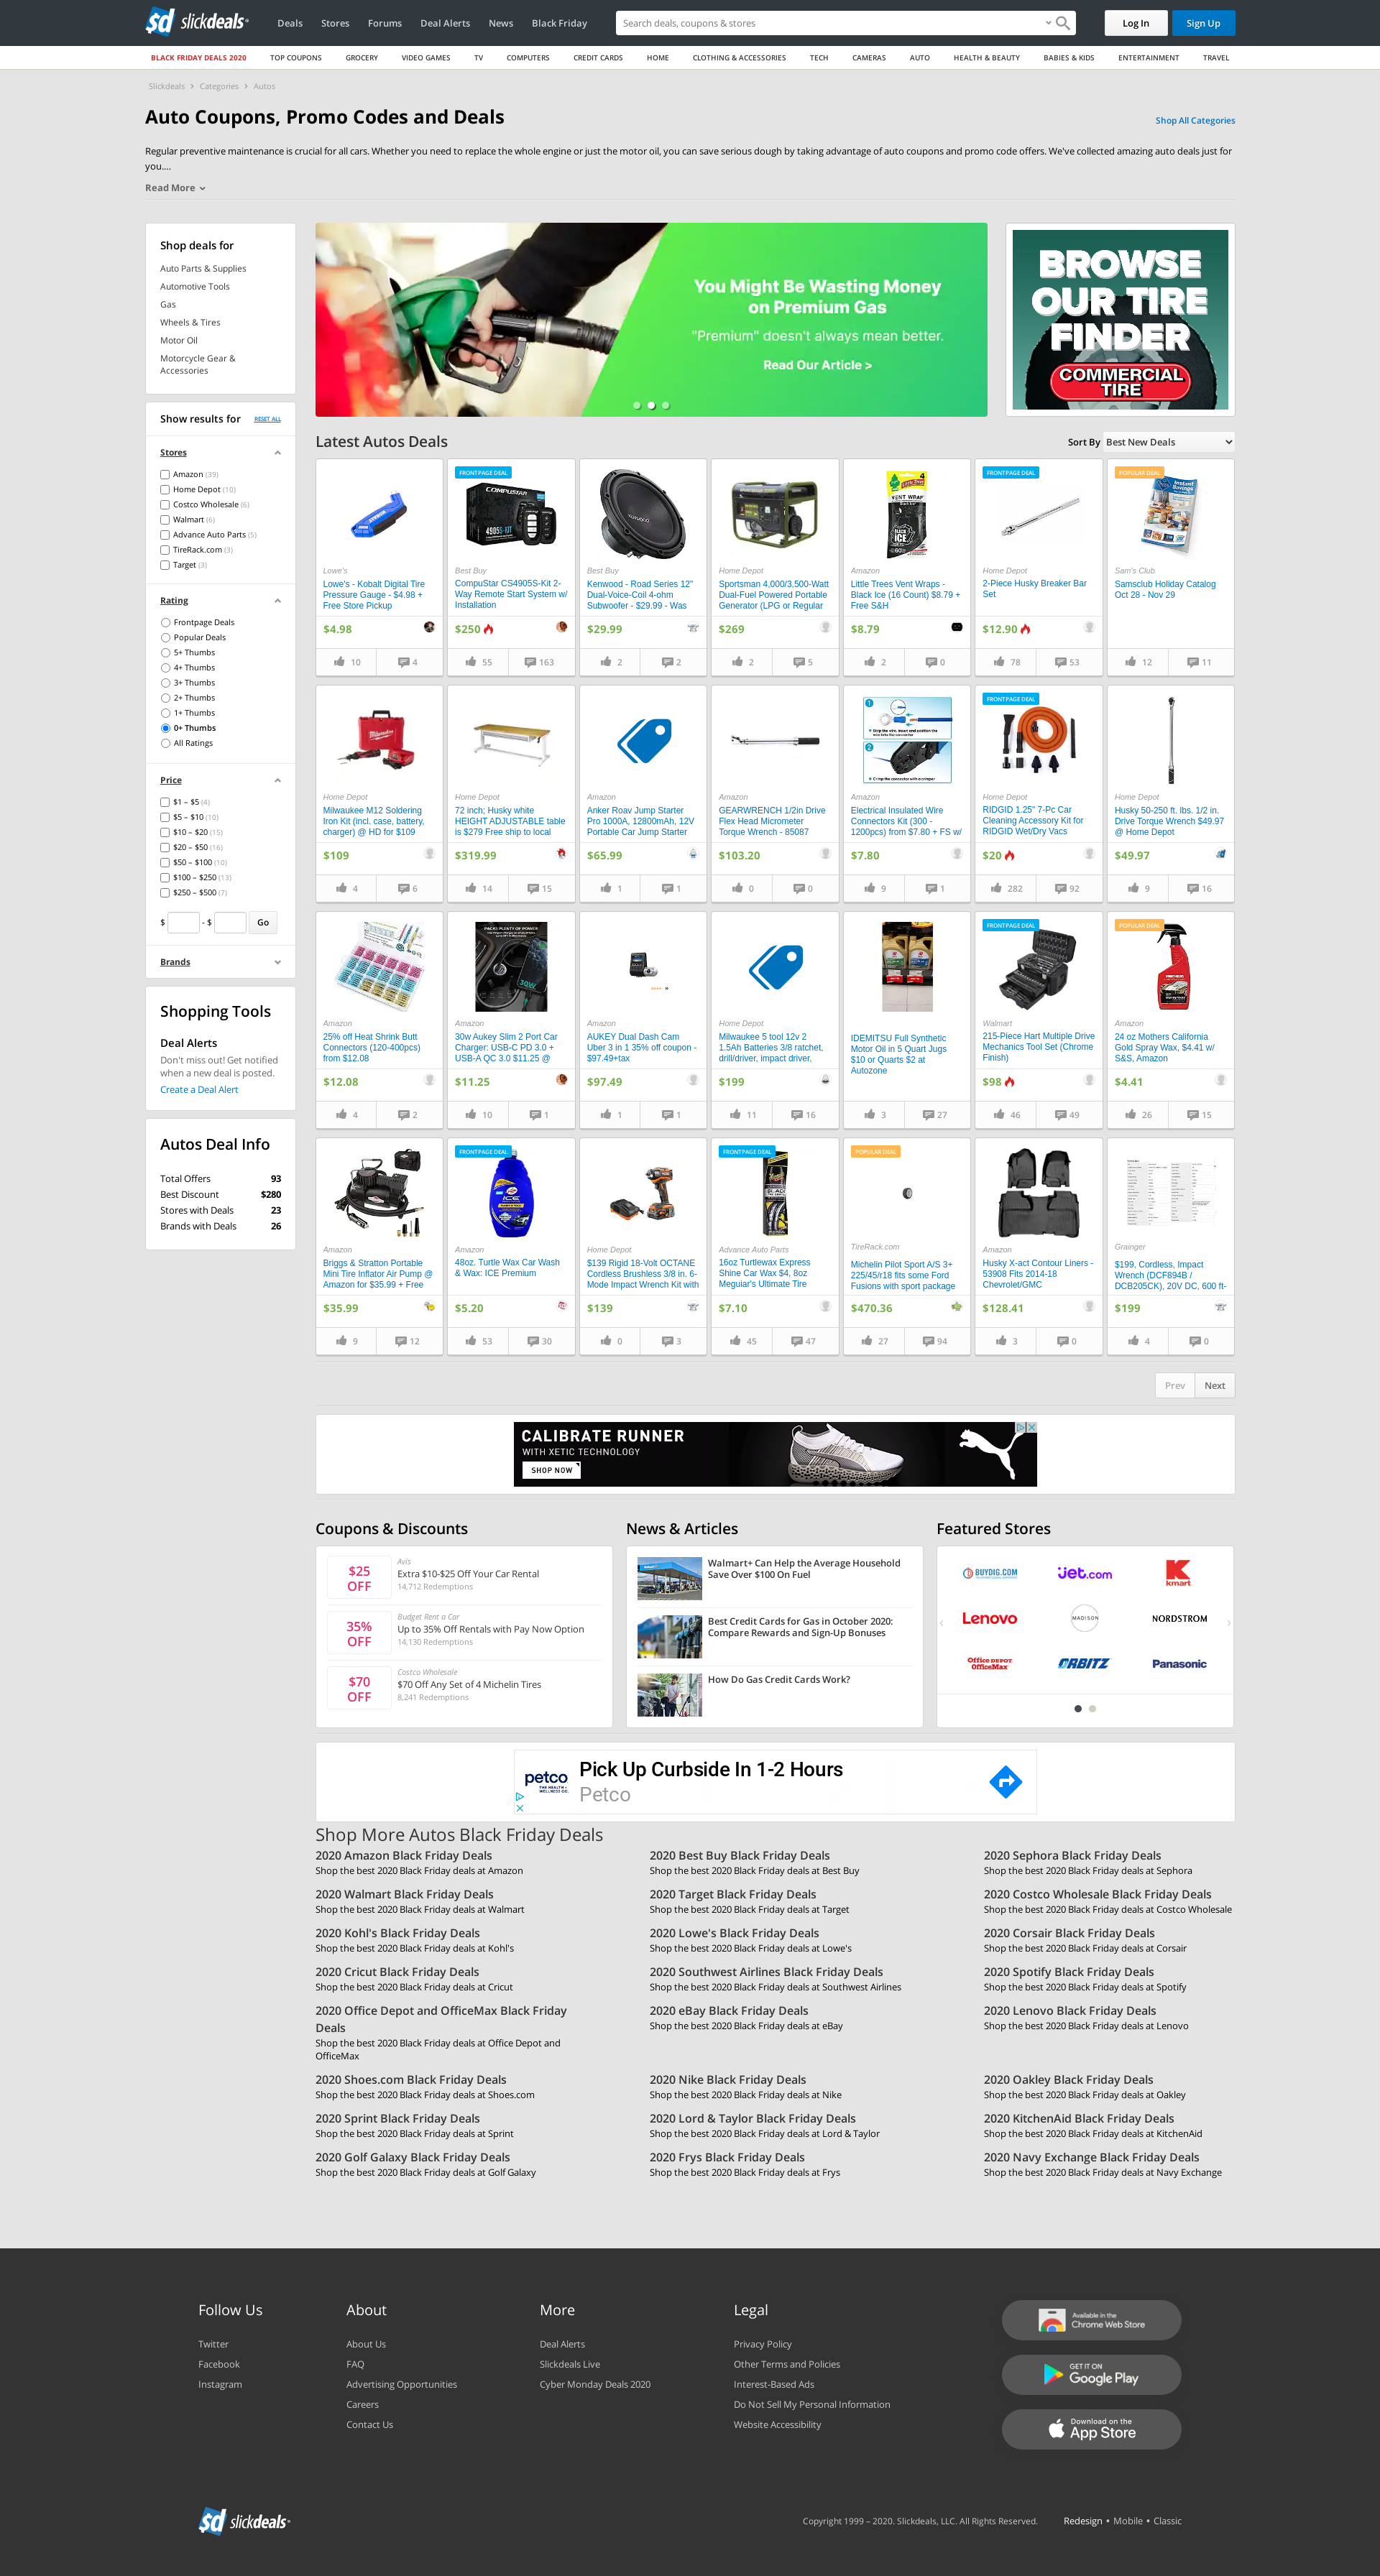 sd slickdeals
Deals Stores Forums Deal Alerts News Black Friday
Search deals, coupons & stores
Log In
Sign Up
BLACK FRIDAY DEALS 2020 TOP COUPONS GROCERY VIDEO GAMES TV COMPUTERS CREDIT CARDS HOME CLOTHING & ACCESSORIES TECH CAMERAS AUTO HEALTH & BEAUTY BABIES & KIDS ENTERTAINMENT TRAVEL
Slickdeals > Categories > Autos
Auto Coupons, Promo Codes and Deals
Shop All Categories
Regular preventive maintenance is crucial for all cars. Whether you need to replace the whole engine or just the motor oil, you can save serious dough by taking advantage of auto coupons and promo code offers. We've collected amazing auto deals just for
you....
Read More
Shop deals for
Auto Parts & Supplies
Automotive Tools
Gas
Wheels & Tires
Motor Oil
Motorcycle Gear &
Accessories
Show results for RESET ALL
Stores
Amazon (39)
Home Depot (10)
Costco Wholesale (6)
Walmart (6)
Advance Auto Parts (5)
TireRack.com (3)
Target (3)
Rating
Frontpage Deals
Popular Deals
5+ Thumbs
4+ Thumbs
3+ Thumbs
2+ Thumbs
1+ Thumbs
0+ Thumbs
All Ratings
Price
$1 – $5 (4)
$5 – $10 (10)
$10 – $20 (15)
$20 – $50 (16)
$50 – $100 (10)
$100 – $250 (13)
$250 – $500 (7)
$ - $ Go
Brands
Shopping Tools
Deal Alerts
Don't miss out! Get notified
when a new deal is posted.
Create a Deal Alert
Autos Deal Info
Total Offers 93
Best Discount $280
Stores with Deals 23
Brands with Deals 26
You Might Be Wasting Money
on Premium Gas
"Premium" doesn't always mean better.
Read Our Article >
BROWSE
OUR TIRE
FINDER
COMMERCIAL
TIRE
Latest Autos Deals
Sort By Best New Deals
Lowe's
Lowe's - Kobalt Digital Tire
Pressure Gauge - $4.98 +
Free Store Pickup
$4.98
10 4
FRONTPAGE DEAL
Best Buy
CompuStar CS4905S-Kit 2-
Way Remote Start System w/
Installation
$250
55 163
Best Buy
Kenwood - Road Series 12"
Dual-Voice-Coil 4-ohm
Subwoofer - $29.99 - Was
$29.99
2 2
Home Depot
Sportsman 4,000/3,500-Watt
Dual-Fuel Powered Portable
Generator (LPG or Regular
$269
2 5
Amazon
Little Trees Vent Wraps -
Black Ice (16 Count) $8.79 +
Free S&H
$8.79
2 0
FRONTPAGE DEAL
Home Depot
2-Piece Husky Breaker Bar
Set
$12.90
78 53
POPULAR DEAL
Sam's Club
Samsclub Holiday Catalog
Oct 28 - Nov 29
12 11
Home Depot
Milwaukee M12 Soldering
Iron Kit (incl. case, battery,
charger) @ HD for $109
$109
4 6
Home Depot
72 inch; Husky white
HEIGHT ADJUSTABLE table
is $279 Free ship to local
$319.99
14 15
Amazon
Anker Roav Jump Starter
Pro 1000A, 12800mAh, 12V
Portable Car Jump Starter
$65.99
1 1
Amazon
GEARWRENCH 1/2in Drive
Flex Head Micrometer
Torque Wrench - 85087
$103.20
0 0
Amazon
Electrical Insulated Wire
Connectors Kit (300 -
1200pcs) from $7.80 + FS w/
$7.80
9 1
FRONTPAGE DEAL
Home Depot
RIDGID 1.25" 7-Pc Car
Cleaning Accessory Kit for
RIDGID Wet/Dry Vacs
$20
282 92
Home Depot
Husky 50-250 ft. lbs. 1/2 in.
Drive Torque Wrench $49.97
@ Home Depot
$49.97
9 16
Amazon
25% off Heat Shrink Butt
Connectors (120-400pcs)
from $12.08
$12.08
4 2
Amazon
30w Aukey Slim 2 Port Car
Charger: USB-C PD 3.0 +
USB-A QC 3.0 $11.25 @
$11.25
10 1
Amazon
AUKEY Dual Dash Cam
Uber 3 in 1 35% off coupon -
$97.49+tax
$97.49
1 1
Home Depot
Milwaukee 5 tool 12v 2
1.5Ah Batteries 3/8 ratchet,
drill/driver, impact driver,
$199
11 16
IDEMITSU Full Synthetic
Motor Oil in 5 Quart Jugs
$10 or Quarts $2 at
Autozone
3 27
FRONTPAGE DEAL
Walmart
215-Piece Hart Multiple Drive
Mechanics Tool Set (Chrome
Finish)
$98
46 49
POPULAR DEAL
Amazon
24 oz Mothers California
Gold Spray Wax, $4.41 w/
S&S, Amazon
$4.41
26 15
Amazon
Briggs & Stratton Portable
Mini Tire Inflator Air Pump @
Amazon for $35.99 + Free
$35.99
9 12
FRONTPAGE DEAL
Amazon
48oz. Turtle Wax Car Wash
& Wax: ICE Premium
$5.20
53 30
Home Depot
$139 Rigid 18-Volt OCTANE
Cordless Brushless 3/8 in. 6-
Mode Impact Wrench Kit with
$139
0 3
FRONTPAGE DEAL
Advance Auto Parts
16oz Turtlewax Express
Shine Car Wax $4, 8oz
Meguiar's Ultimate Tire
$7.10
45 47
POPULAR DEAL
TireRack.com
Michelin Pilot Sport A/S 3+
225/45/r18 fits some Ford
Fusions with sport package
$470.36
27 94
Amazon
Husky X-act Contour Liners -
53908 Fits 2014-18
Chevrolet/GMC
$128.41
3 0
Grainger
$199, Cordless, Impact
Wrench (DCF894B /
DCB205CK), 20V DC, 600 ft-
$199
4 0
Prev Next
CALIBRATE RUNNER
WITH XETIC TECHNOLOGY
SHOP NOW
PUMA
Coupons & Discounts
$25
OFF
Avis
Extra $10-$25 Off Your Car Rental
14,712 Redemptions
35%
OFF
Budget Rent a Car
Up to 35% Off Rentals with Pay Now Option
14,130 Redemptions
$70
OFF
Costco Wholesale
$70 Off Any Set of 4 Michelin Tires
8,241 Redemptions
News & Articles
Walmart+ Can Help the Average Household
Save Over $100 On Fuel
Best Credit Cards for Gas in October 2020:
Compare Rewards and Sign-Up Bonuses
How Do Gas Credit Cards Work?
Featured Stores
BUYDIG.COM
jet.com
kmart
Lenovo
MADISON
NORDSTROM
Office DEPOT
OfficeMax
ORBITZ
Panasonic
petco
Pick Up Curbside In 1-2 Hours
Petco
Shop More Autos Black Friday Deals
2020 Amazon Black Friday Deals
Shop the best 2020 Black Friday deals at Amazon
2020 Best Buy Black Friday Deals
Shop the best 2020 Black Friday deals at Best Buy
2020 Sephora Black Friday Deals
Shop the best 2020 Black Friday deals at Sephora
2020 Walmart Black Friday Deals
Shop the best 2020 Black Friday deals at Walmart
2020 Target Black Friday Deals
Shop the best 2020 Black Friday deals at Target
2020 Costco Wholesale Black Friday Deals
Shop the best 2020 Black Friday deals at Costco Wholesale
2020 Kohl's Black Friday Deals
Shop the best 2020 Black Friday deals at Kohl's
2020 Lowe's Black Friday Deals
Shop the best 2020 Black Friday deals at Lowe's
2020 Corsair Black Friday Deals
Shop the best 2020 Black Friday deals at Corsair
2020 Cricut Black Friday Deals
Shop the best 2020 Black Friday deals at Cricut
2020 Southwest Airlines Black Friday Deals
Shop the best 2020 Black Friday deals at Southwest Airlines
2020 Spotify Black Friday Deals
Shop the best 2020 Black Friday deals at Spotify
2020 Office Depot and OfficeMax Black Friday
Deals
Shop the best 2020 Black Friday deals at Office Depot and
OfficeMax
2020 eBay Black Friday Deals
Shop the best 2020 Black Friday deals at eBay
2020 Lenovo Black Friday Deals
Shop the best 2020 Black Friday deals at Lenovo
2020 Shoes.com Black Friday Deals
Shop the best 2020 Black Friday deals at Shoes.com
2020 Nike Black Friday Deals
Shop the best 2020 Black Friday deals at Nike
2020 Oakley Black Friday Deals
Shop the best 2020 Black Friday deals at Oakley
2020 Sprint Black Friday Deals
Shop the best 2020 Black Friday deals at Sprint
2020 Lord & Taylor Black Friday Deals
Shop the best 2020 Black Friday deals at Lord & Taylor
2020 KitchenAid Black Friday Deals
Shop the best 2020 Black Friday deals at KitchenAid
2020 Golf Galaxy Black Friday Deals
Shop the best 2020 Black Friday deals at Golf Galaxy
2020 Frys Black Friday Deals
Shop the best 2020 Black Friday deals at Frys
2020 Navy Exchange Black Friday Deals
Shop the best 2020 Black Friday deals at Navy Exchange
Follow Us
Twitter
Facebook
Instagram
About
About Us
FAQ
Advertising Opportunities
Careers
Contact Us
More
Deal Alerts
Slickdeals Live
Cyber Monday Deals 2020
Legal
Privacy Policy
Other Terms and Policies
Interest-Based Ads
Do Not Sell My Personal Information
Website Accessibility
Available in the
Chrome Web Store
GET IT ON
Google Play
Download on the
App Store
sd slickdeals
Copyright 1999 – 2020. Slickdeals, LLC. All Rights Reserved.
Redesign • Mobile • Classic